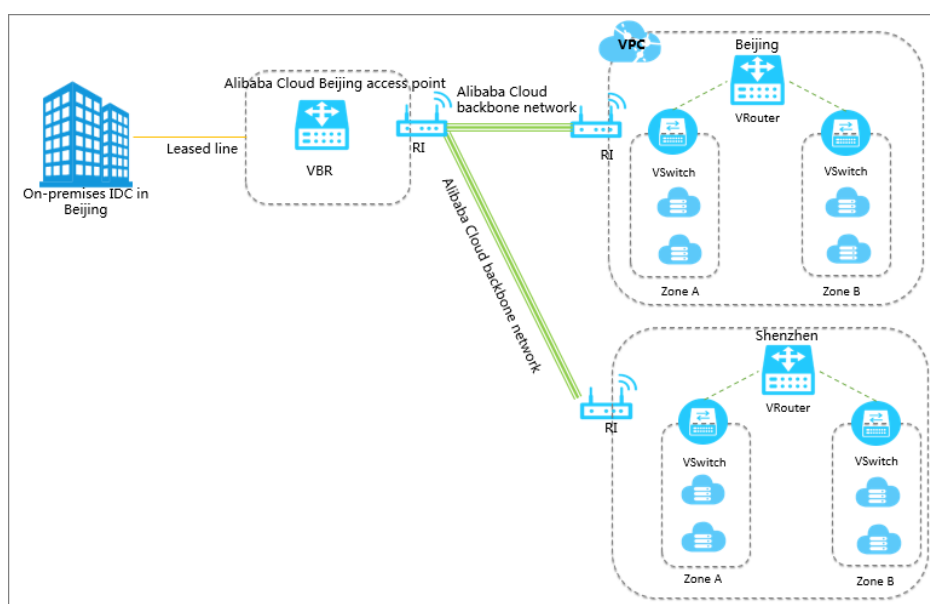 VPC
Beijing
Alibaba Cloud Beijing access point
Alibaba Cloud
backbone network
VRouter
Leased line
VBR
RI
RI
VSwitch
VSwitch
On-premises IDC in
Beijing
Alibaba Cloud backbone network
Zone A
Zone B
Shenzhen
VRouter
RI
VSwitch
VSwitch
Zone A
Zone B